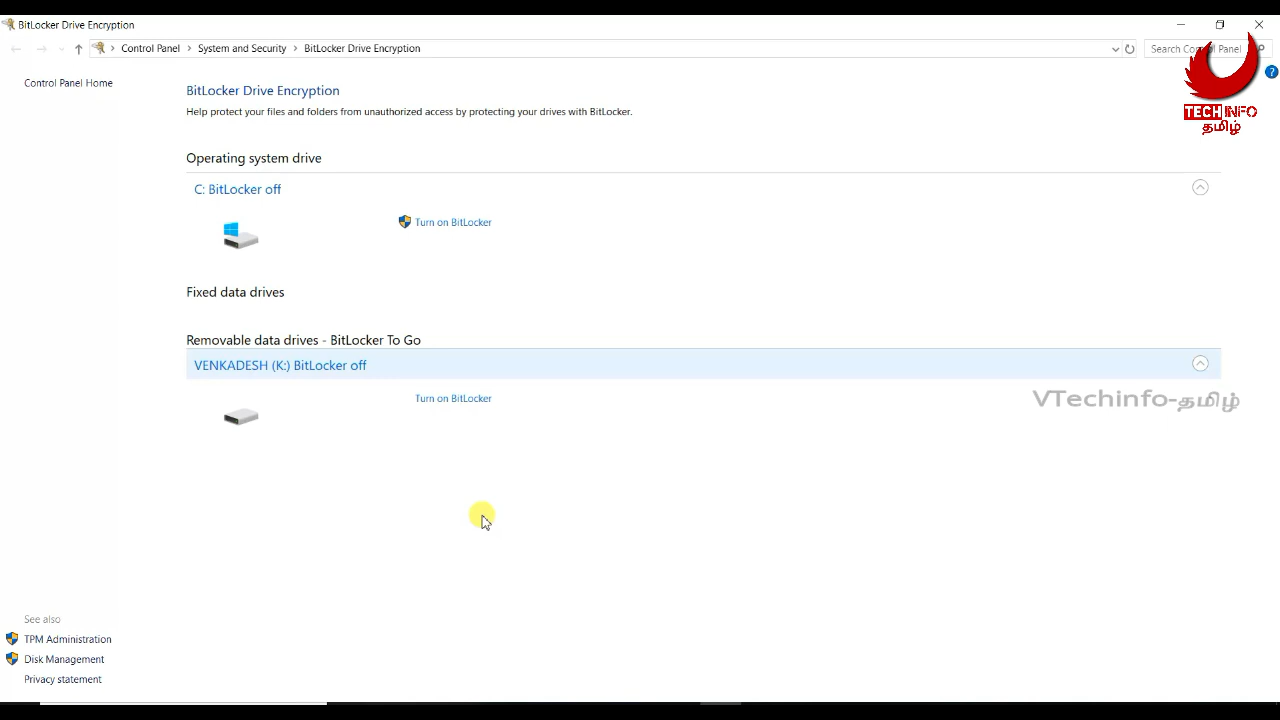 BitLocker Drive Encryption
Control Panel > System and Security > BitLocker Drive Encryption
Search Control Panel
?
TECH INFO
தமிழ்
Control Panel Home
BitLocker Drive Encryption
Help protect your files and folders from unauthorized access by protecting your drives with BitLocker.
Operating system drive
C: BitLocker off
Turn on BitLocker
Fixed data drives
Removable data drives - BitLocker To Go
VENKADESH (K:) BitLocker off
Turn on BitLocker
VTechinfo-தமிழ்
See also
TPM Administration
Disk Management
Privacy statement